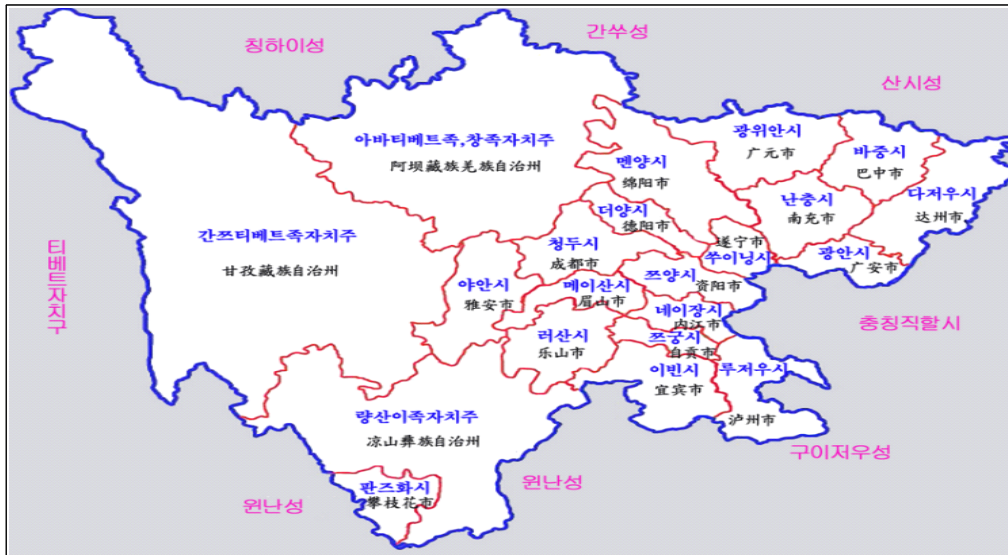 칭하이성
간쑤성
산시성
아바티베트족,창족자치주
阿坝藏族羌族自治州
광위안시
广元市
바중시
巴中市
멘양시
绵阳市
다저우시
达州市
난충시
南充市
더양시
德阳市
간쯔티베트족자치주
甘孜藏族自治州
티베트자치구
청두시
成都市
遂宁市
쑤이닝시
광안시
广安市
야안시
雅安市
메이산시
眉山市
쯔양시
资阳市
네이장시
内江市
충칭직할시
러산시
乐山市
쯔궁시
自贡市
이빈시
宜宾市
루저우시
泸州市
량산이족자치주
凉山彝族自治州
구이저우성
판즈화시
攀枝花市
윈난성
윈난성